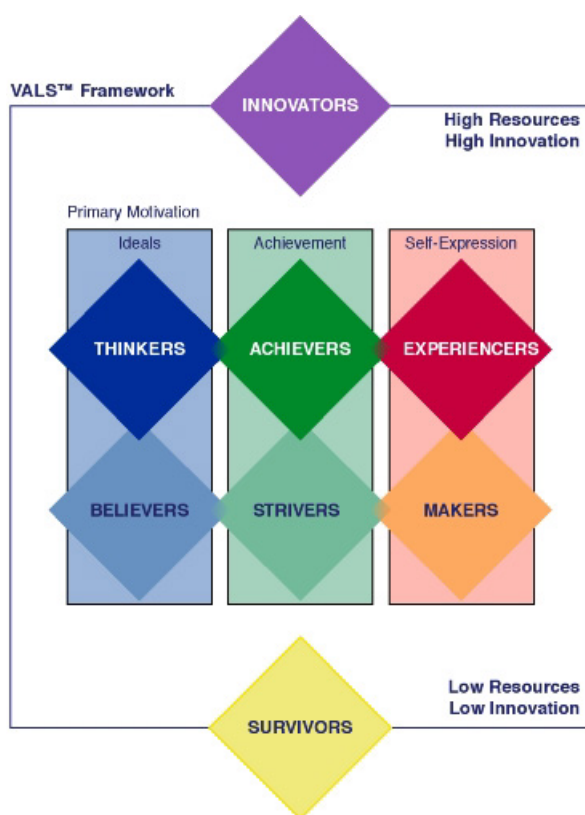 VALS™ Framework
INNOVATORS
High Resources
High Innovation
Primary Motivation
Ideals
Achievement
Self-Expression
THINKERS
ACHIEVERS
EXPERIENCERS
BELIEVERS
STRIVERS
MAKERS
Low Resources
Low Innovation
SURVIVORS